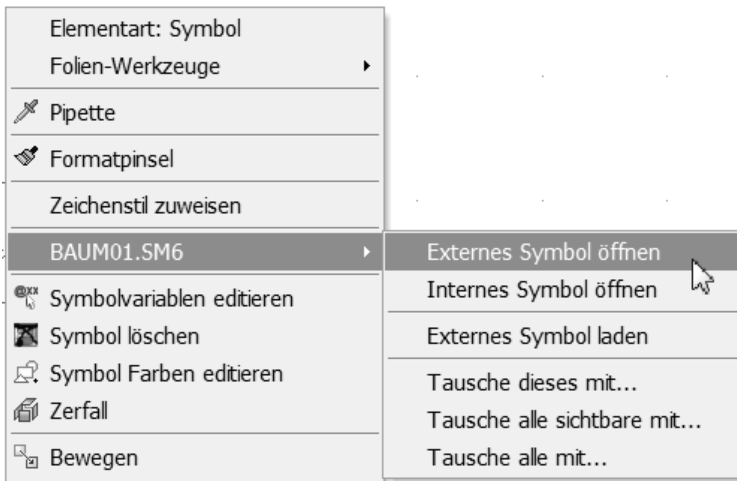 Elementart: Symbol
Folien-Werkzeuge
Pipette
Formatpinsel
Zeichenstil zuweisen
BAUM01.SM6
Externes Symbol öffnen
Internes Symbol öffnen
Externes Symbol laden
Tausche dieses mit...
Tausche alle sichtbare mit...
Tausche alle mit...
@xx Symbolvariablen editieren
Symbol löschen
Symbol Farben editieren
Zerfall
Bewegen